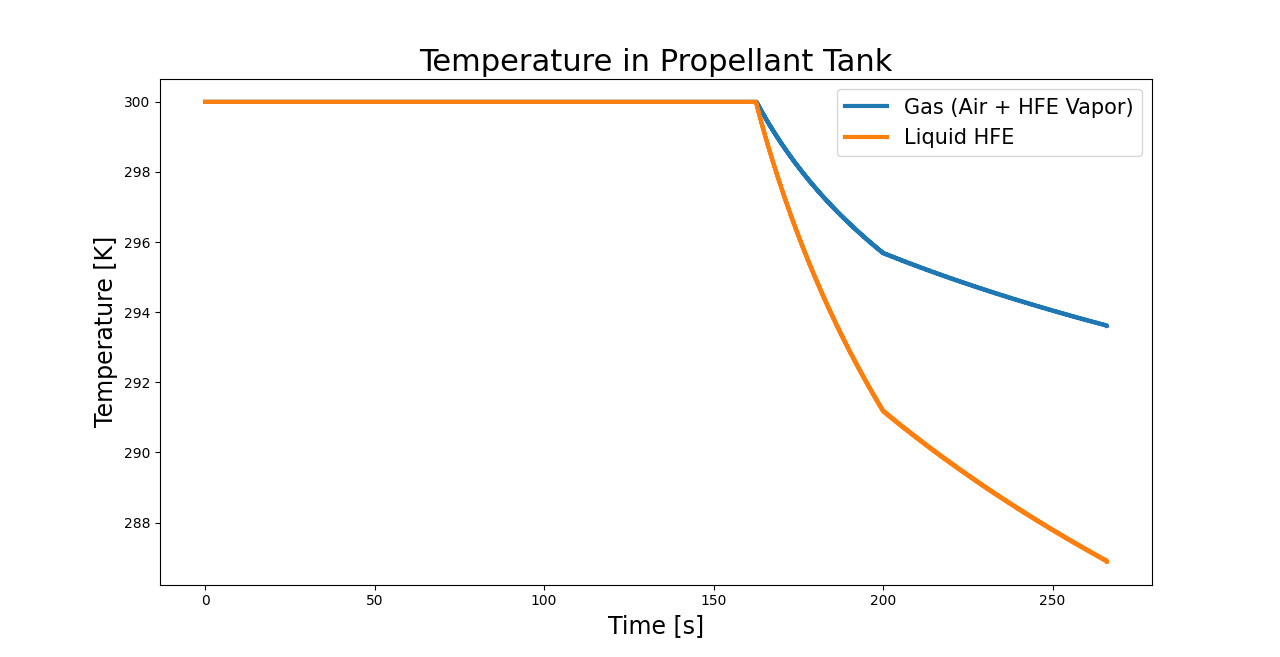 Temperature in Propellant Tank
Gas (Air + HFE Vapor)
Liquid HFE
Temperature [K]
300
298
296
294
292
290
288
0
50
100
150
200
250
Time [s]